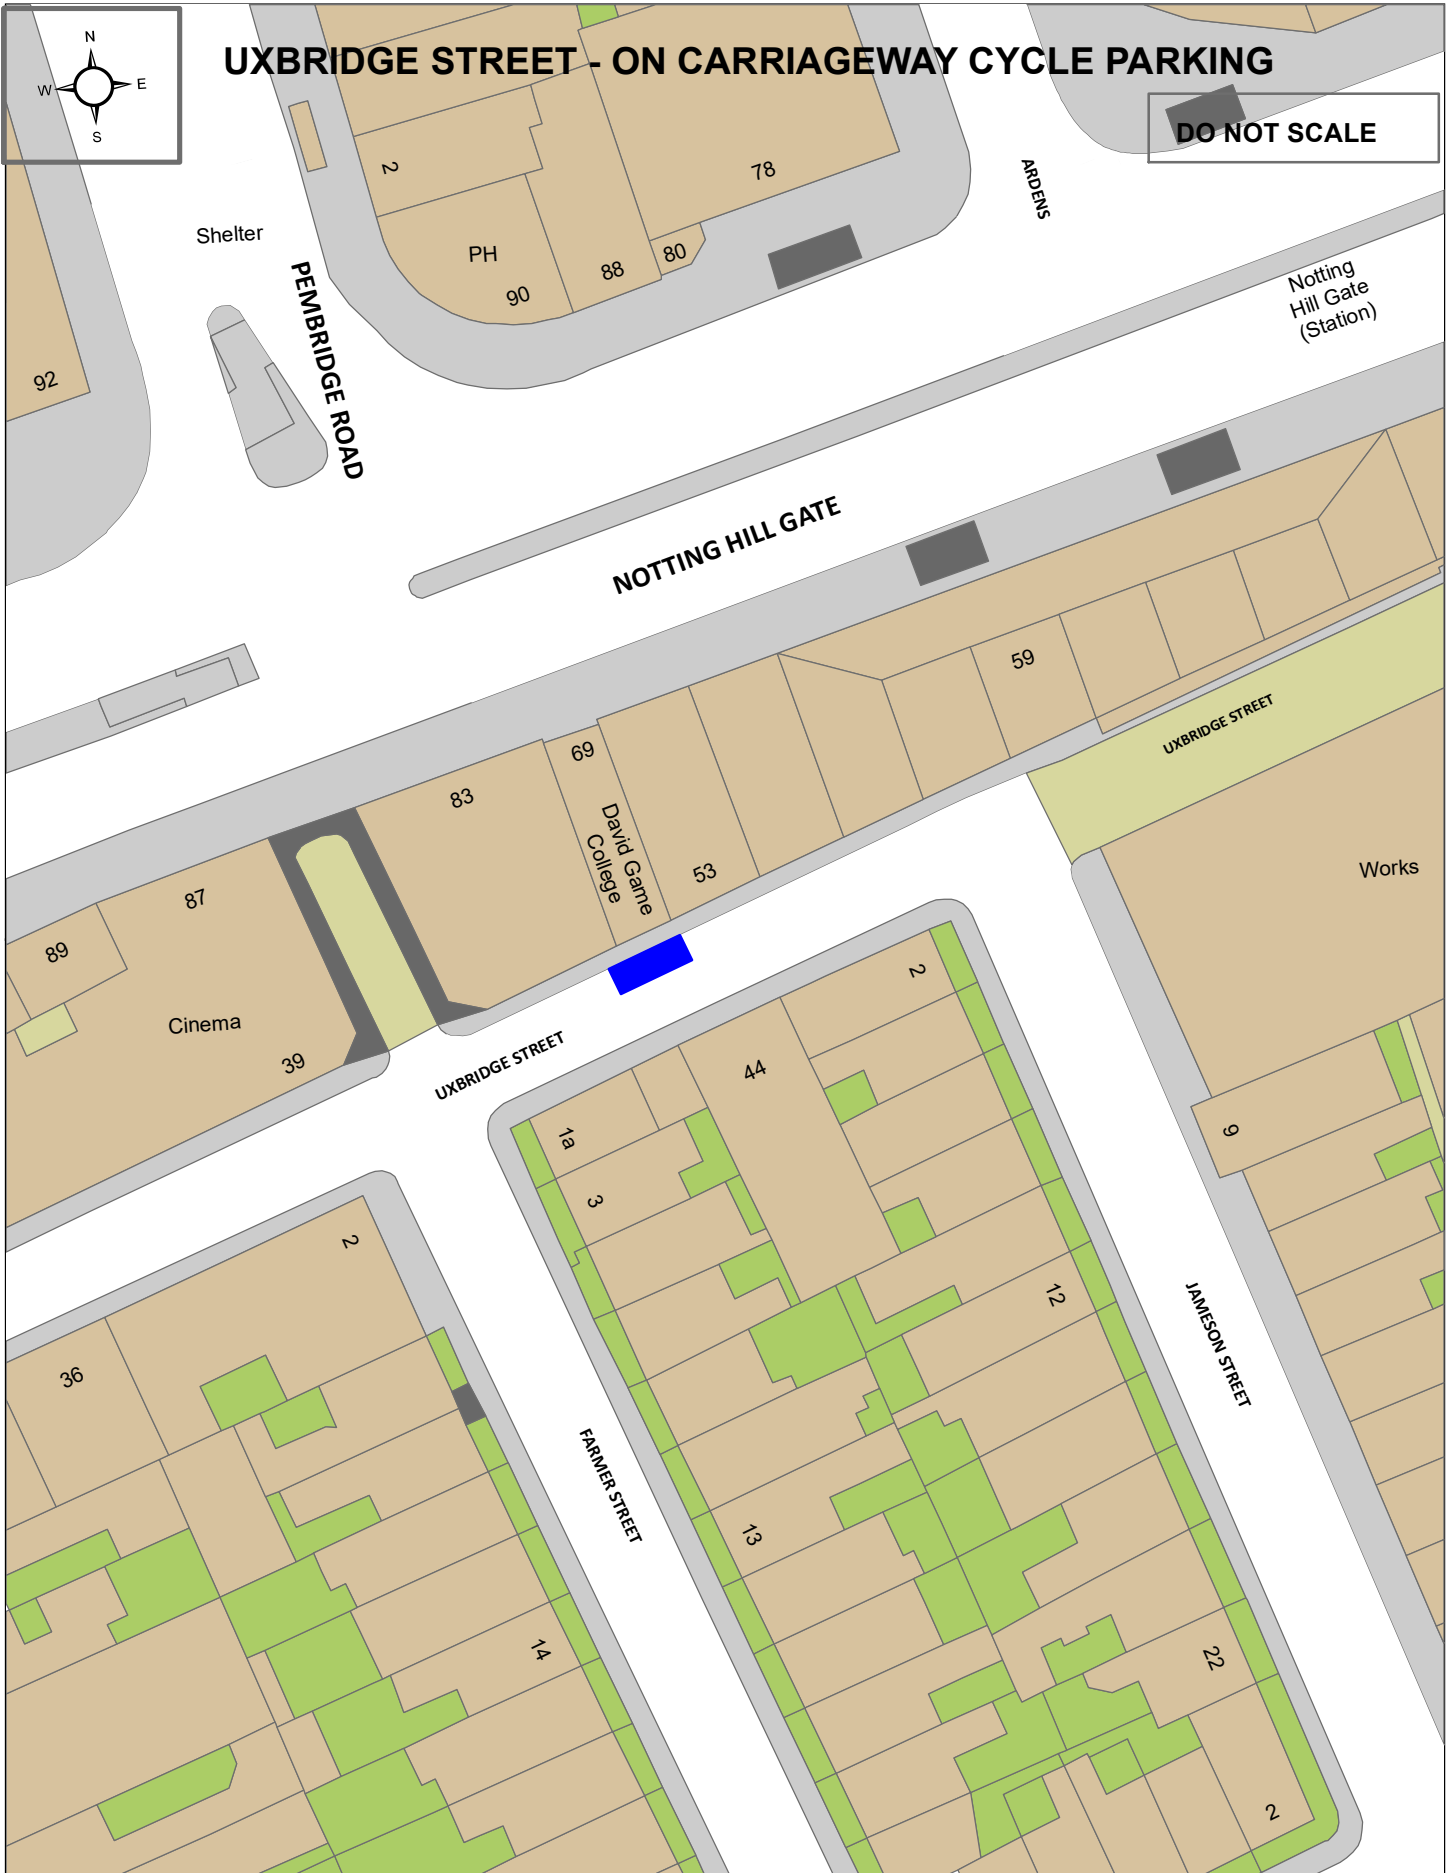 N
W E
S
UXBRIDGE STREET - ON CARRIAGEWAY CYCLE PARKING
DO NOT SCALE
2
78
ARDENS
Shelter
PH
80
88
90
PEMBRIDGE ROAD
Notting
Hill Gate
(Station)
92
NOTTING HILL GATE
59
UXBRIDGE STREET
69
83
David Game
College
53
87
89
Works
Cinema
39
UXBRIDGE STREET
2
44
1a
3
9
2
12
36
JAMESON STREET
FARMER STREET
13
14
22
2